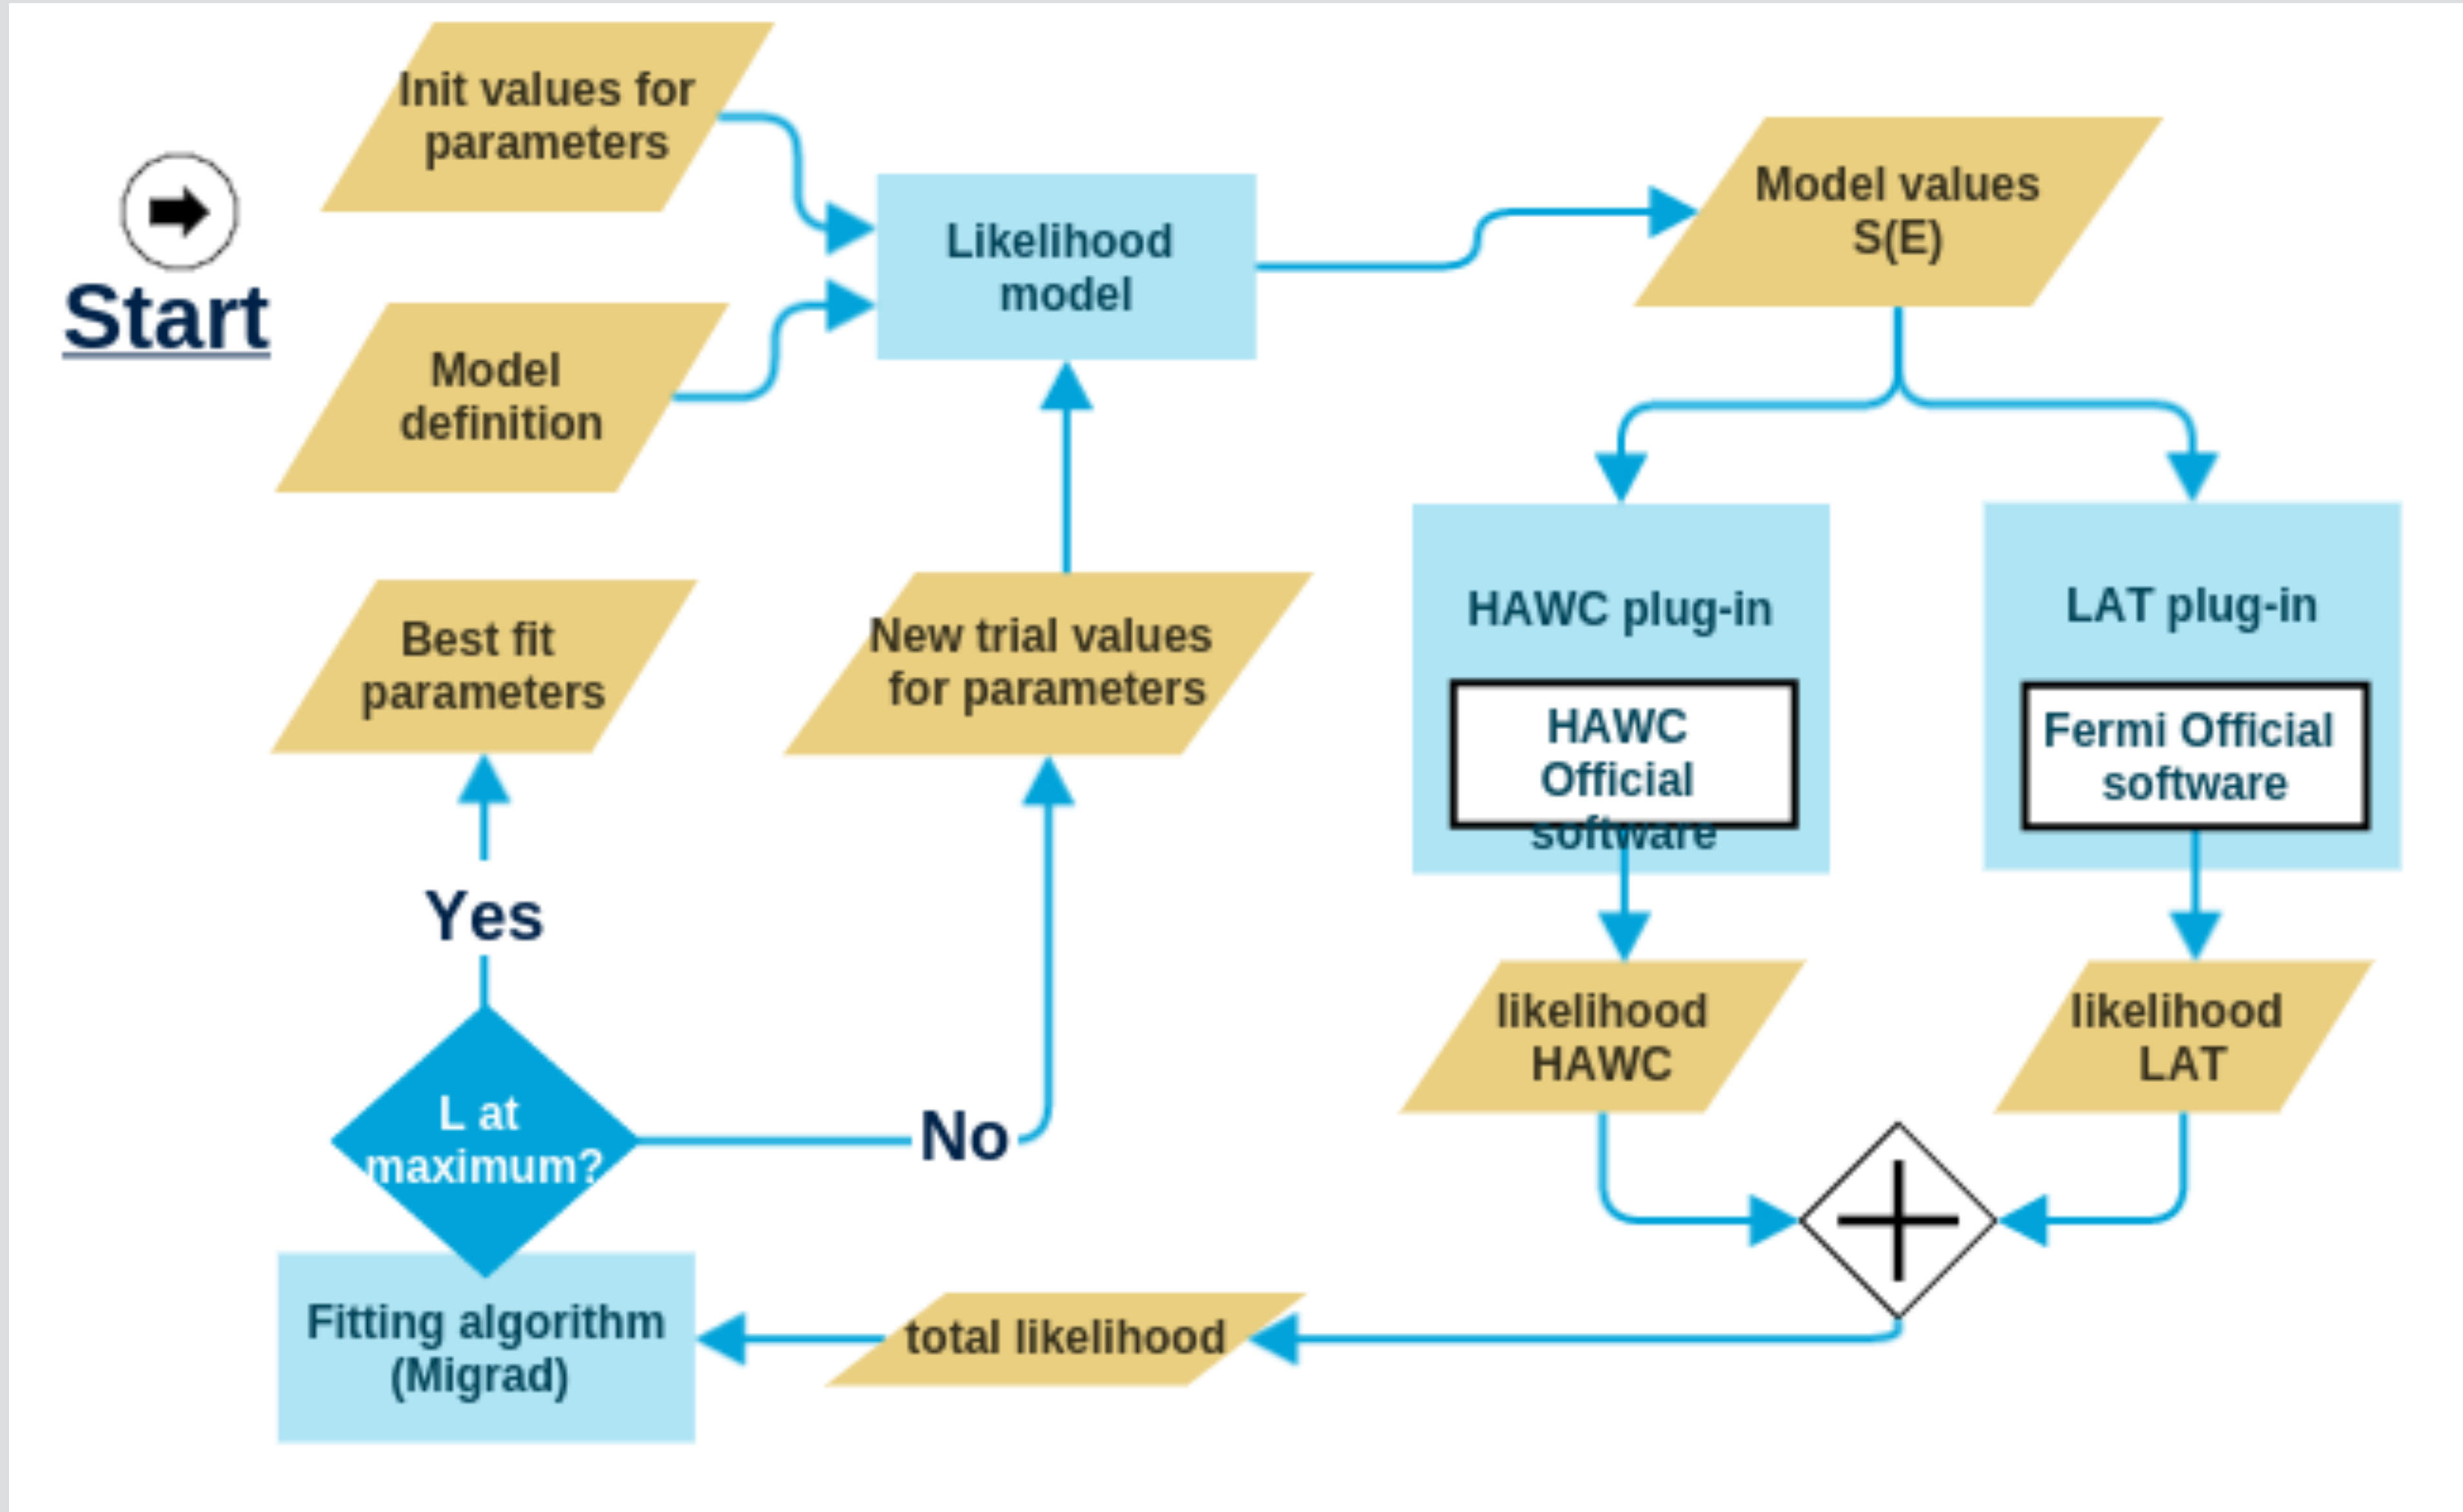 Start
Init values for
parameters
Model
definition
Likelihood
model
Model values
S(E)
HAWC plug-in
HAWC
Official
software
LAT plug-in
Fermi Official
software
likelihood
HAWC
likelihood
LAT
total likelihood
Fitting algorithm
(Migrad)
L at
maximum?
Yes
No
Best fit
parameters
New trial values
for parameters